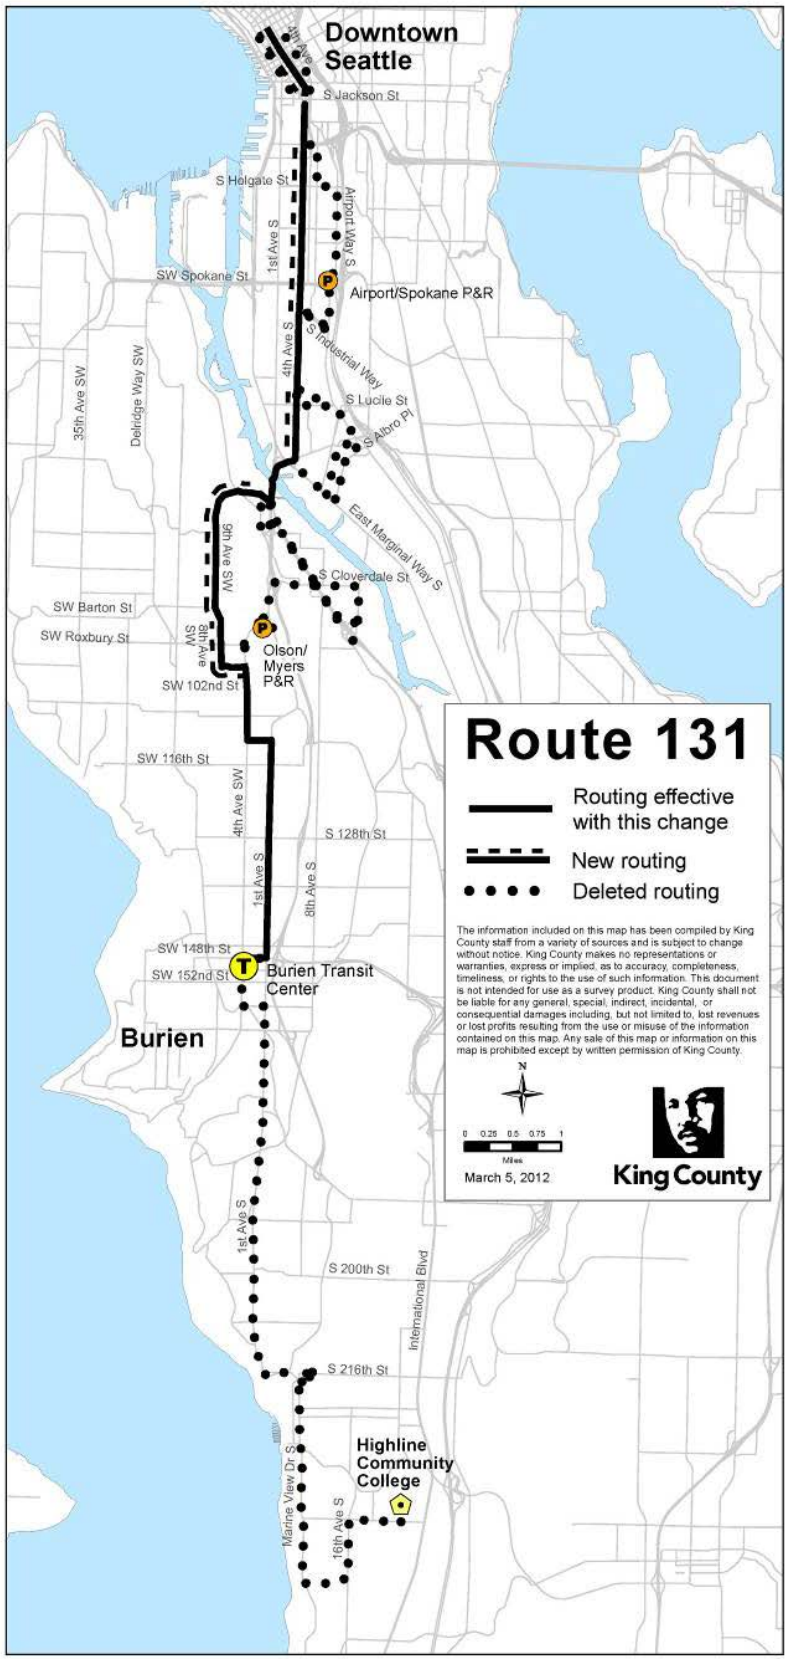 4th Ave
Downtown
Seattle
S Jackson St
S Holgate St
Airport Way S
1st Ave S
SW Spokane St
P
Airport/Spokane P&R
4th Ave S
S Industrial Way
35th Ave SW
Delridge Way SW
S Lucile St
S Albro Pl
9th Ave SW
East Marginal Way S
S Cloverdale St
SW Barton St
SW Roxbury St
8th Ave
SW
P
Olson/
Myers
P&R
SW 102nd St
SW 116th St
4th Ave SW
S 128th St
1st Ave S
8th Ave S
SW 148th St
SW 152nd St
T
Burien Transit
Center
Burien
1st Ave S
S 200th St
International Blvd
S 216th St
Highline
Community
College
Marine View Dr S
16th Ave S
Route 131
Routing effective
with this change
New routing
Deleted routing
The information included on this map has been compiled by King
County staff from a variety of sources and is subject to change
without notice. King County makes no representations or
warranties, express or implied, as to accuracy, completeness,
timeliness, or rights to the use of such information. This document
is not intended for use as a survey product. King County shall not
be liable for any general, special, indirect, incidental, or
consequential damages including, but not limited to, lost revenues
or lost profits resulting from the use or misuse of the information
contained on this map. Any sale of this map or information on this
map is prohibited except by written permission of King County.
N
0 0.25 0.5 0.75 1
Miles
March 5, 2012
King County